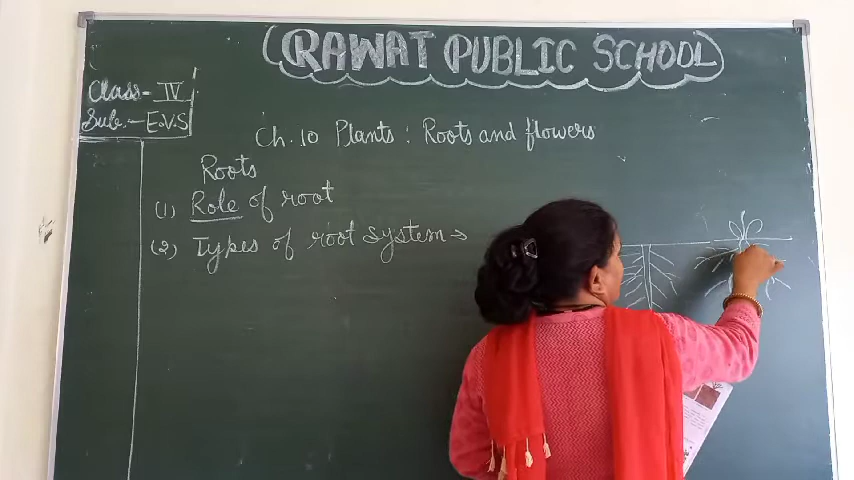 RAWAT PUBLIC SCHOOL
Class - IV
Sub. - E.V.S
Ch. 10 Plants : Roots and flowers
Roots
(1) Role of root
(2) Types of root system →